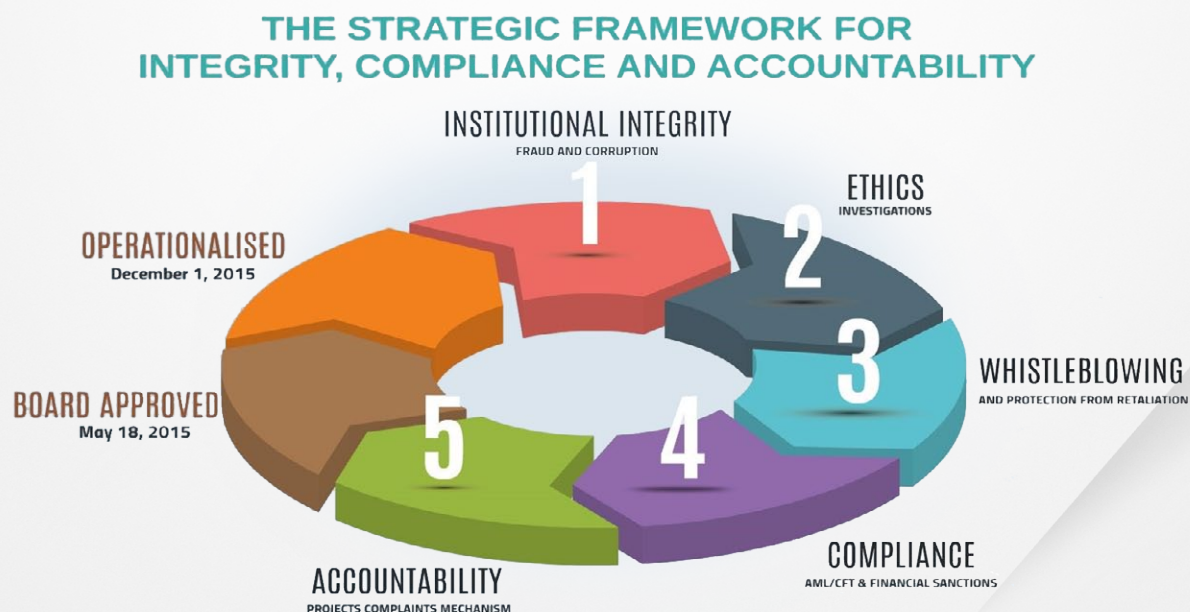 THE STRATEGIC FRAMEWORK FOR
INTEGRITY, COMPLIANCE AND ACCOUNTABILITY
INSTITUTIONAL INTEGRITY
FRAUD AND CORRUPTION
1
ETHICS
INVESTIGATIONS
2
3
WHISTLEBLOWING
AND PROTECTION FROM RETALIATION
4
COMPLIANCE
AML/CFT & FINANCIAL SANCTIONS
5
ACCOUNTABILITY
PROJECTS COMPLAINTS MECHANISM
BOARD APPROVED
May 18, 2015
OPERATIONALISED
December 1, 2015